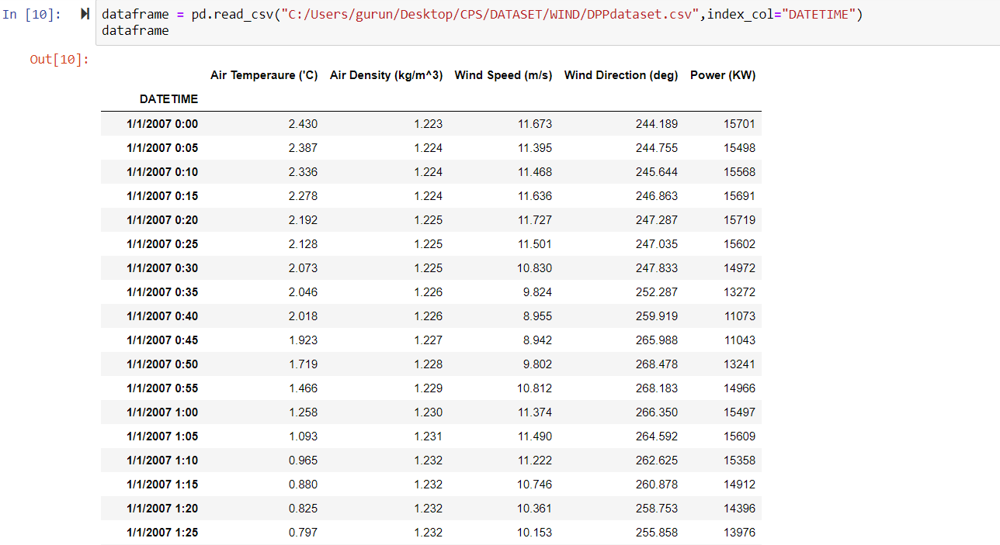 In [10]: dataframe = pd.read_csv("C:/Users/gurun/Desktop/CPS/DATASET/WIND/DPPdataset.csv",index_col="DATETIME")
dataframe
Out[10]:
Air Temperaure ('C) Air Density (kg/m^3) Wind Speed (m/s) Wind Direction (deg) Power (KW)
DATETIME
1/1/2007 0:00 2.430 1.223 11.673 244.189 15701
1/1/2007 0:05 2.387 1.224 11.395 244.755 15498
1/1/2007 0:10 2.336 1.224 11.468 245.644 15568
1/1/2007 0:15 2.278 1.224 11.636 246.863 15691
1/1/2007 0:20 2.192 1.225 11.727 247.287 15719
1/1/2007 0:25 2.128 1.225 11.501 247.035 15602
1/1/2007 0:30 2.073 1.225 10.830 247.833 14972
1/1/2007 0:35 2.046 1.226 9.824 252.287 13272
1/1/2007 0:40 2.018 1.226 8.955 259.919 11073
1/1/2007 0:45 1.923 1.227 8.942 265.988 11043
1/1/2007 0:50 1.719 1.228 9.802 268.478 13241
1/1/2007 0:55 1.466 1.229 10.812 268.183 14966
1/1/2007 1:00 1.258 1.230 11.374 266.350 15497
1/1/2007 1:05 1.093 1.231 11.490 264.592 15609
1/1/2007 1:10 0.965 1.232 11.222 262.625 15358
1/1/2007 1:15 0.880 1.232 10.746 260.878 14912
1/1/2007 1:20 0.825 1.232 10.361 258.753 14396
1/1/2007 1:25 0.797 1.232 10.153 255.858 13976